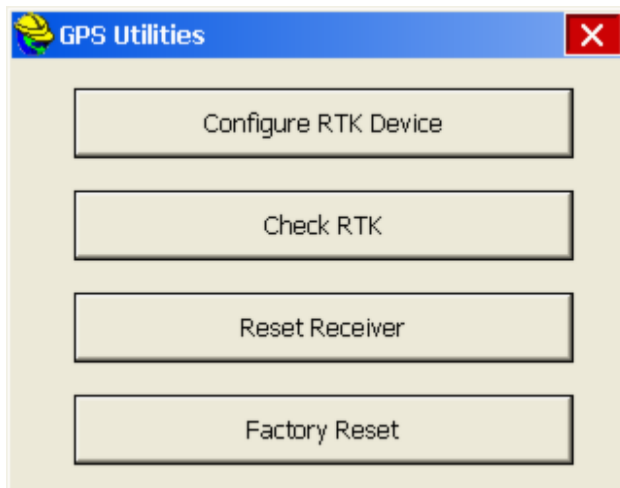 GPS Utilities
Configure RTK Device
Check RTK
Reset Receiver
Factory Reset